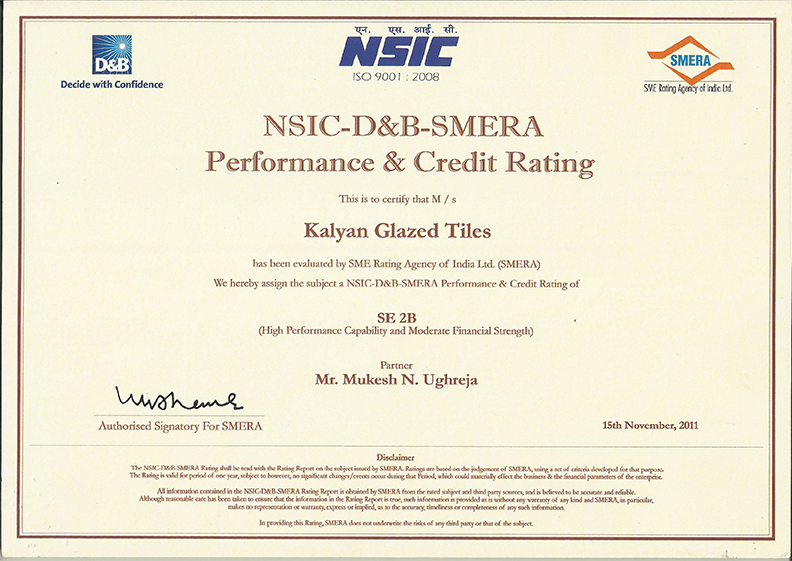 D&B
Decide with Confidence
एन. एस. आई. सी.
NSIC
ISO 9001 : 2008
SMERA
SME Rating Agency of India Ltd.
NSIC-D&B-SMERA
Performance & Credit Rating
This is to certify that M / s
Kalyan Glazed Tiles
has been evaluated by SME Rating Agency of India Ltd. (SMERA)
We hereby assign the subject a NSIC-D&B-SMERA Performance & Credit Rating of
SE 2B
(High Performance Capability and Moderate Financial Strength)
Partner
Mr. Mukesh N. Ughreja
Authorised Signatory For SMERA
15th November, 2011
Disclaimer
The NSIC-D&B-SMERA Rating shall be read with the Rating Report on the subject issued by SMERA. Ratings are based on the judgement of SMERA, using a set of criteria developed for that purpose.
The Rating is valid for period of one year, subject to however, no significant changes/events occur during that Period, which could materially effect the business & the financial parameters of the enterprise.
All information contained in the NSIC-D&B-SMERA Rating Report is obtained by SMERA from the rated subject and third party sources, and is believed to be accurate and reliable.
Although reasonable care has been taken to ensure that the information in the Rating Report is true, such information is provided as is without any warranty of any kind and SMERA, in particular,
makes no representation or warranty, express or implied, as to the accuracy, timeliness or completeness of any such information.
In providing this Rating, SMERA does not underwrite the risks of any third party or that of the subject.